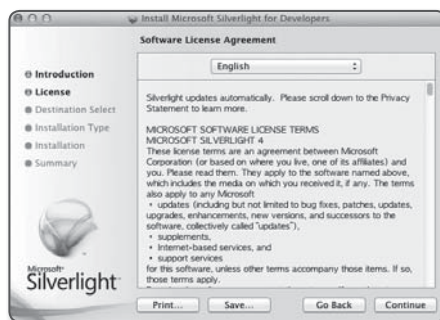 Install Microsoft Silverlight for Developers
Software License Agreement
Introduction
License
Destination Select
Installation Type
Installation
Summary
Microsoft
Silverlight
English
Silverlight updates automatically. Please scroll down to the Privacy
Statement to learn more.
MICROSOFT SOFTWARE LICENSE TERMS
MICROSOFT SILVERLIGHT 4
These license terms are an agreement between Microsoft
Corporation (or based on where you live, one of its affiliates) and
you. Please read them. They apply to the software named above,
which includes the media on which you received it, if any. The terms
also apply to any Microsoft
• updates (including but not limited to bug fixes, patches, updates,
upgrades, enhancements, new versions, and successors to the
software, collectively called "updates"),
• supplements,
• Internet-based services, and
• support services
for this software, unless other terms accompany those items. If so,
those terms apply.
Print...
Save...
Go Back
Continue